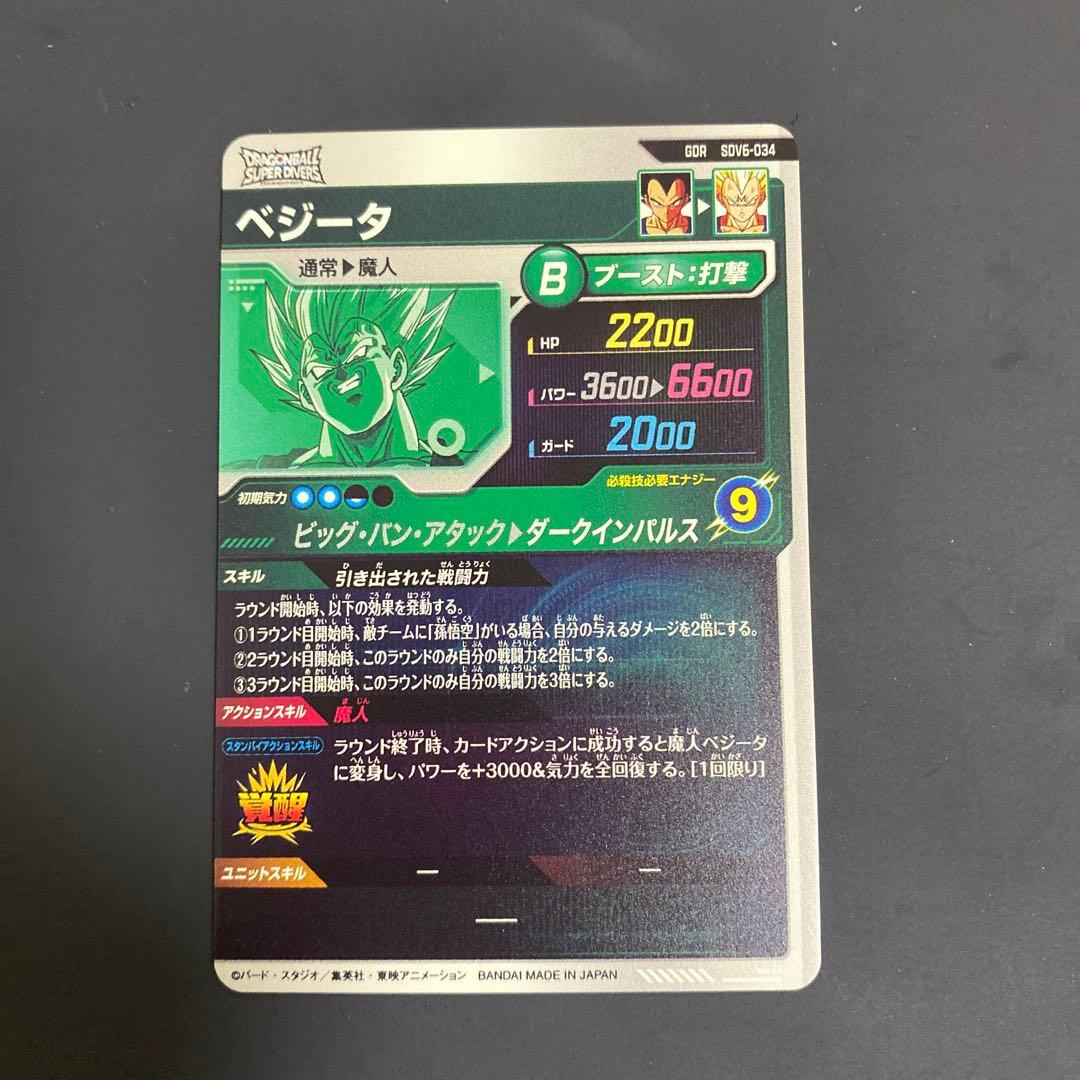 GDR SDV6-034
DRAGONBALL
SUPER DIVERS
ベジータ
通常▶魔人
B ブースト:打撃
HP 2200
パワー 3600▶6600
ガード 2000
初期気力
必殺技必要エナジー
9
ビッグ・バン・アタック▶ダークインパルス
スキル 引き出された戦闘力
ラウンド開始時、以下の効果を発動する。
①1ラウンド目開始時、敵チームに「孫悟空」がいる場合、自分の与えるダメージを2倍にする。
②2ラウンド目開始時、このラウンドのみ自分の戦闘力を2倍にする。
③3ラウンド目開始時、このラウンドのみ自分の戦闘力を3倍にする。
アクションスキル 魔人
スタンバイアクションスキル
覚醒
ラウンド終了時、カードアクションに成功すると魔人ベジータ
に変身し、パワーを+3000&気力を全回復する。[1回限り]
ユニットスキル ー ー
ー
©バード・スタジオ/集英社・東映アニメーション BANDAI MADE IN JAPAN